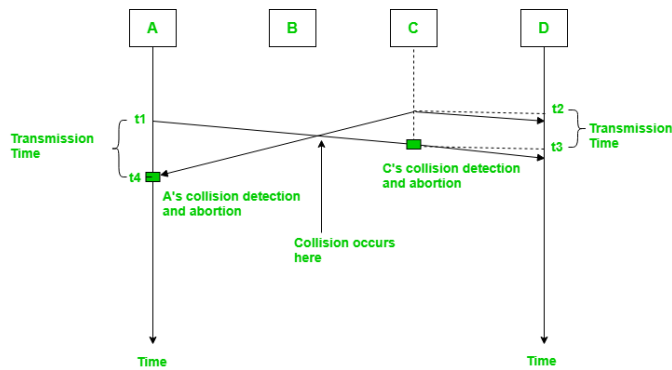 A
B
C
D
t1
t2
Transmission
Time
Transmission
Time
t3
t4
C's collision detection
and abortion
A's collision detection
and abortion
Collision occurs
here
Time
Time